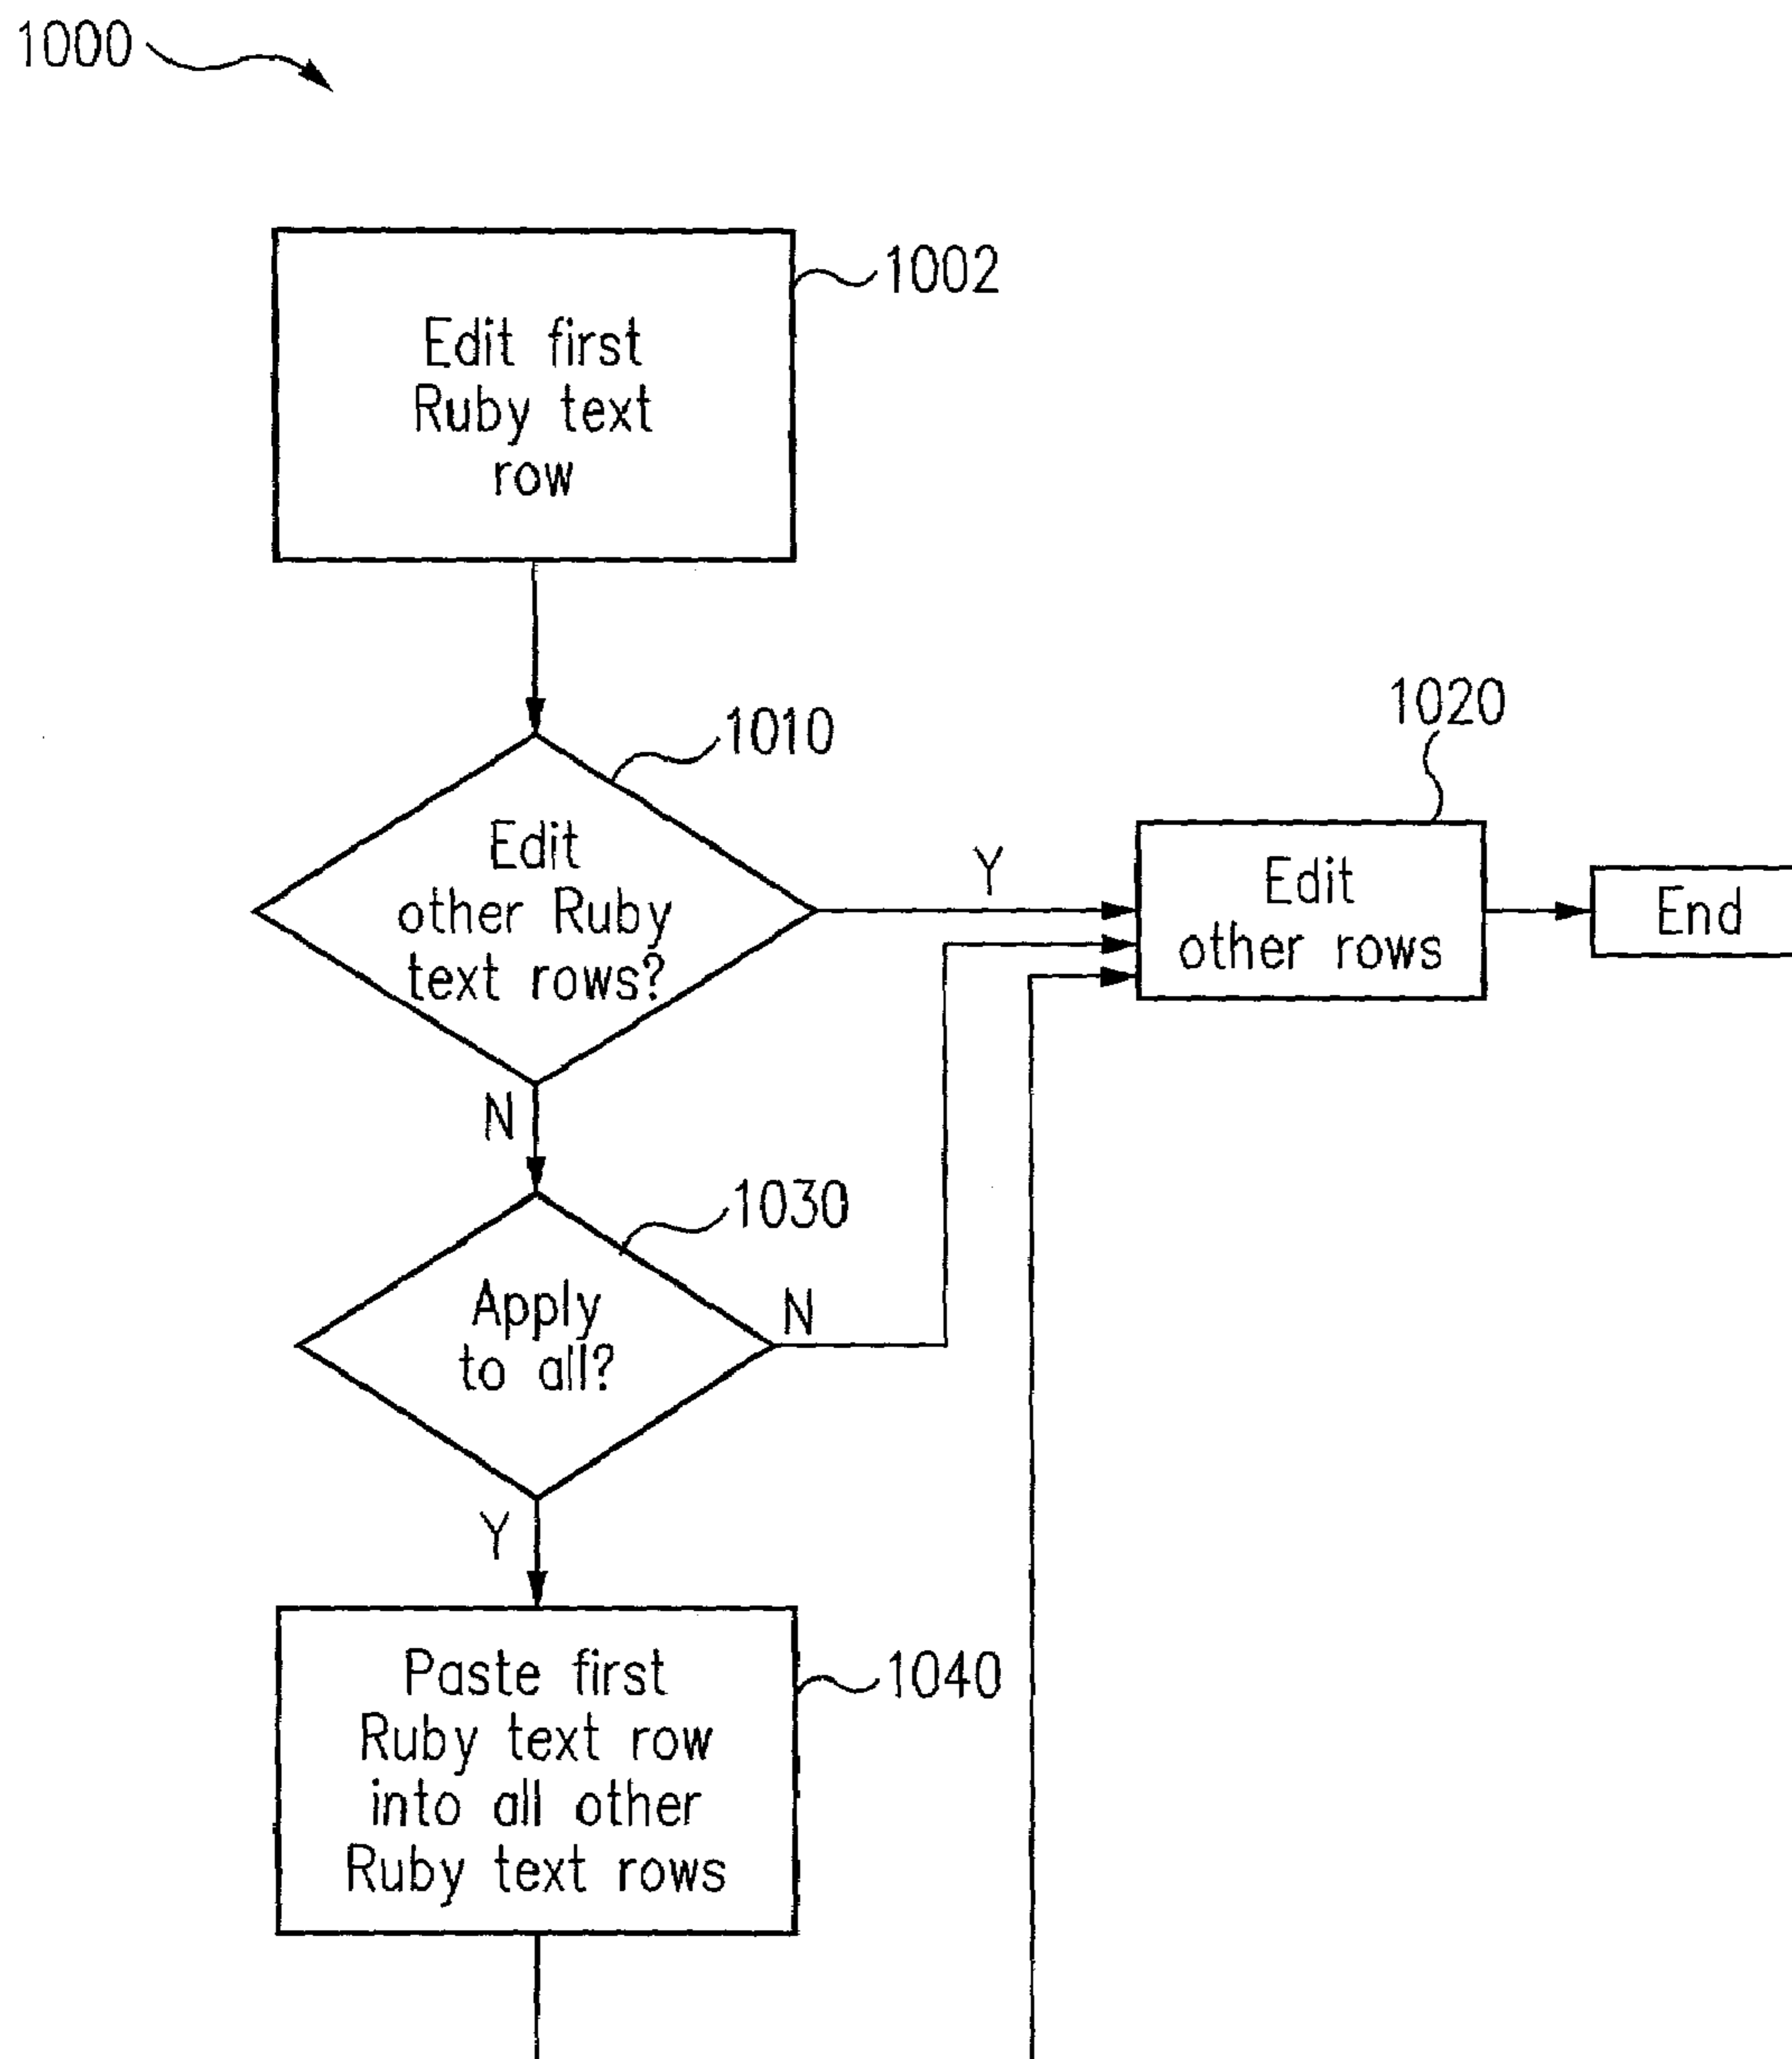 1000
1002
Edit first
Ruby text
row
1010
Edit
other Ruby
text rows?
Y
1020
Edit
other rows
End
N
1030
Apply
to all?
N
Y
1040
Paste first
Ruby text row
into all other
Ruby text rows